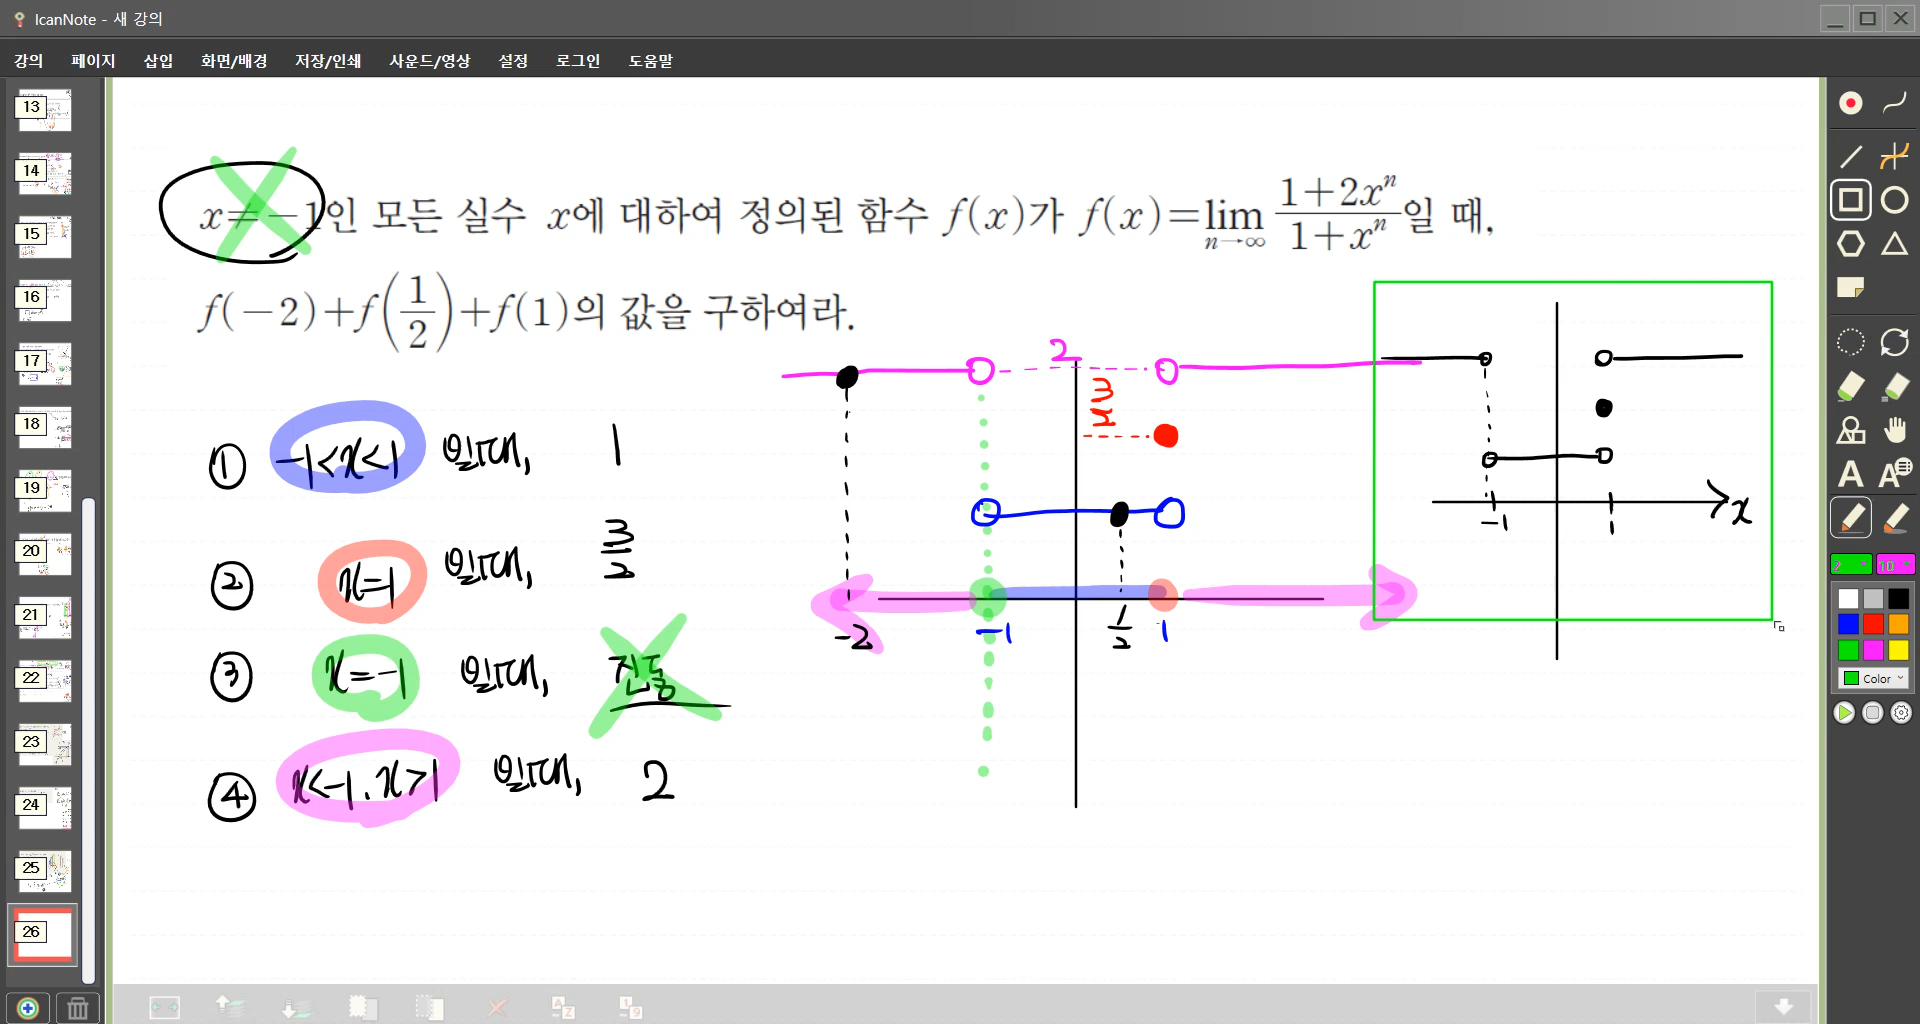 IcanNote - 새 강의
강의 페이지 삽입 화면/배경 저장/인쇄 사운드/영상 설정 로그인 도움말
13
14
15
16
17
18
19
20
21
22
23
24
25
26
x≠-1인 모든 실수 x에 대하여 정의된 함수 f(x)가 f(x)=lim n→∞ (1+2xⁿ)/(1+xⁿ)일 때,
f(-2)+f(1/2)+f(1)의 값을 구하여라.
① -1<x<1 일때, 1
② x=1 일때, 3/2
③ x=-1 일때, 진동
④ x<-1, x>1 일때, 2
2
3/2
-2 -1 1/2 1
-1 1 x
A A
2 10
Color